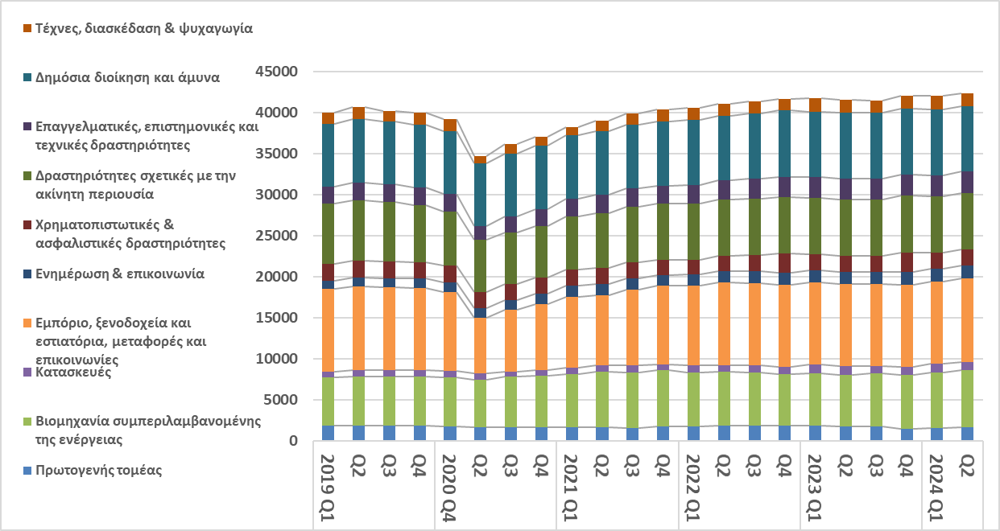 Τέχνες, διασκέδαση & ψυχαγωγία
Δημόσια διοίκηση και άμυνα
Επαγγελματικές, επιστημονικές και
τεχνικές δραστηριότητες
Δραστηριότητες σχετικές με την
ακίνητη περιουσία
Χρηματοπιστωτικές &
ασφαλιστικές δραστηριότητες
Ενημέρωση & επικοινωνία
Εμπόριο, ξενοδοχεία και
εστιατόρια, μεταφορές και
επικοινωνίες
Κατασκευές
Βιομηχανία συμπεριλαμβανομένης
της ενέργειας
Πρωτογενής τομέας
45000
40000
35000
30000
25000
20000
15000
10000
5000
0
2019 Q1
Q2
Q3
Q4
2020 Q4
Q2
Q3
Q4
2021 Q1
Q2
Q3
Q4
2022 Q1
Q2
Q3
Q4
2023 Q1
Q2
Q3
Q4
2024 Q1
Q2